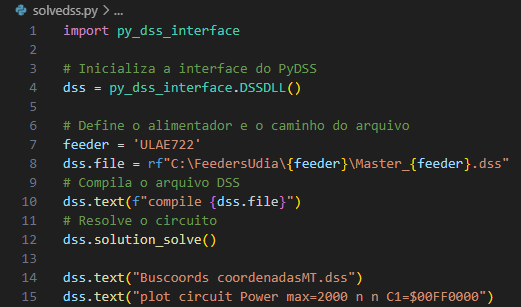 solvedss.py > ...
1 import py_dss_interface
2
3 # Inicializa a interface do PyDSS
4 dss = py_dss_interface.DSSDLL()
5
6 # Define o alimentador e o caminho do arquivo
7 feeder = 'ULAE722'
8 dss.file = rf"C:\FeedersUdia\{feeder}\Master_{feeder}.dss"
9 # Compila o arquivo DSS
10 dss.text(f"compile {dss.file}")
11 # Resolve o circuito
12 dss.solution_solve()
13
14 dss.text("Buscoords coordenadasMT.dss")
15 dss.text("plot circuit Power max=2000 n n C1=$00FF0000")